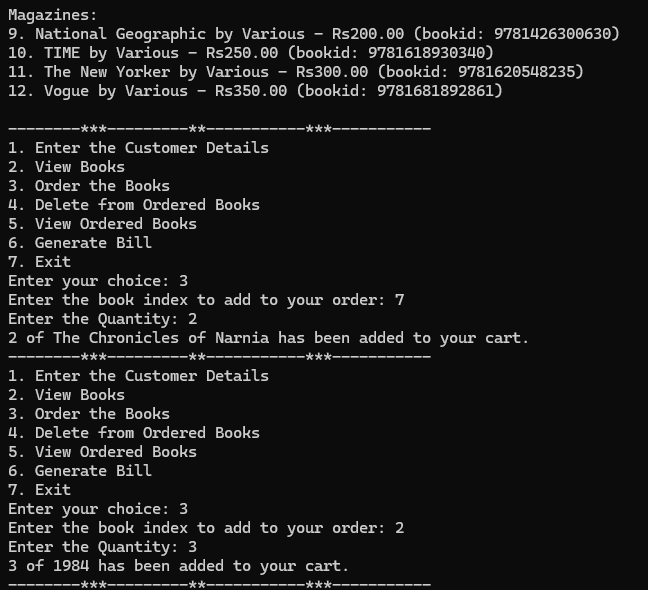 Magazines:
9. National Geographic by Various - Rs200.00 (bookid: 9781426300630)
10. TIME by Various - Rs250.00 (bookid: 9781618930340)
11. The New Yorker by Various - Rs300.00 (bookid: 9781620548235)
12. Vogue by Various - Rs350.00 (bookid: 9781681892861)
--------***---------**-----------***-----------
1. Enter the Customer Details
2. View Books
3. Order the Books
4. Delete from Ordered Books
5. View Ordered Books
6. Generate Bill
7. Exit
Enter your choice: 3
Enter the book index to add to your order: 7
Enter the Quantity: 2
2 of The Chronicles of Narnia has been added to your cart.
--------***---------**-----------***-----------
1. Enter the Customer Details
2. View Books
3. Order the Books
4. Delete from Ordered Books
5. View Ordered Books
6. Generate Bill
7. Exit
Enter your choice: 3
Enter the book index to add to your order: 2
Enter the Quantity: 3
3 of 1984 has been added to your cart.
--------***---------**-----------***-----------